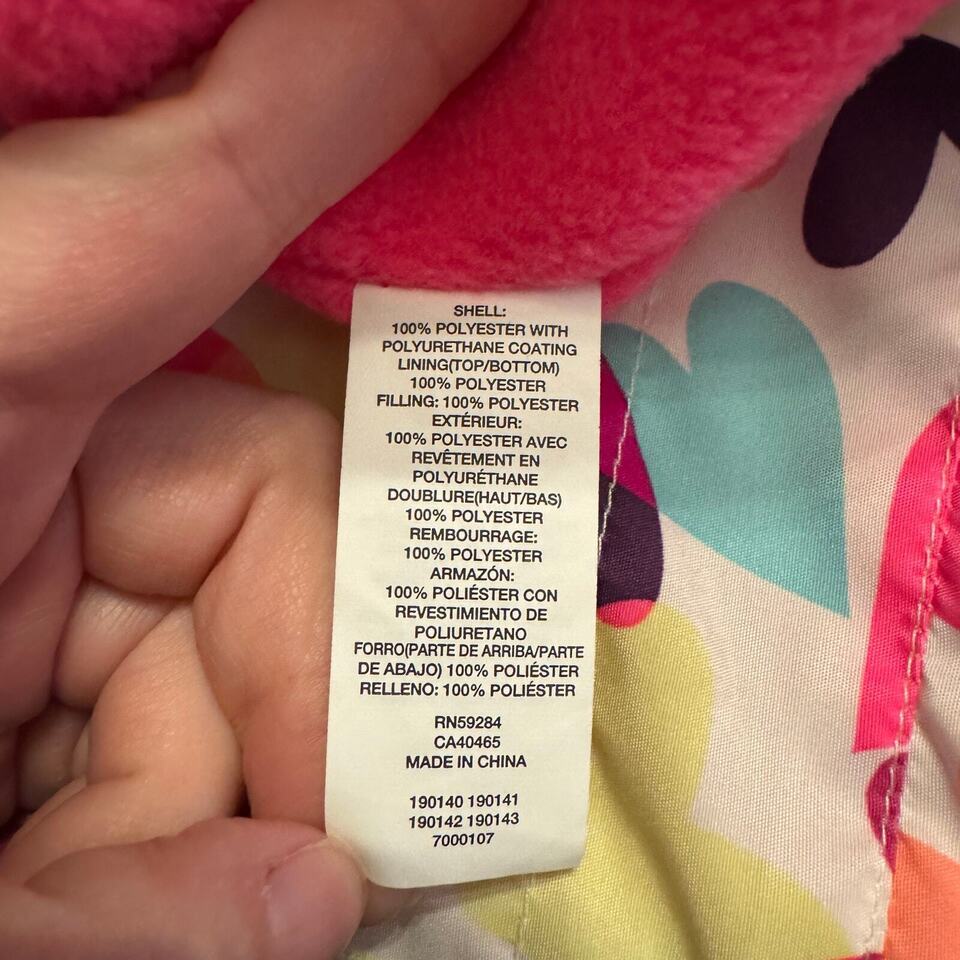 SHELL:
100% POLYESTER WITH
POLYURETHANE COATING
LINING(TOP/BOTTOM)
100% POLYESTER
FILLING: 100% POLYESTER
EXTÉRIEUR:
100% POLYESTER AVEC
REVÊTEMENT EN
POLYURÉTHANE
DOUBLURE(HAUT/BAS)
100% POLYESTER
REMBOURRAGE:
100% POLYESTER
ARMAZÓN:
100% POLIÉSTER CON
REVESTIMIENTO DE
POLIURETANO
FORRO(PARTE DE ARRIBA/PARTE
DE ABAJO) 100% POLIÉSTER
RELLENO: 100% POLIÉSTER
RN59284
CA40465
MADE IN CHINA
190140 190141
190142 190143
7000107